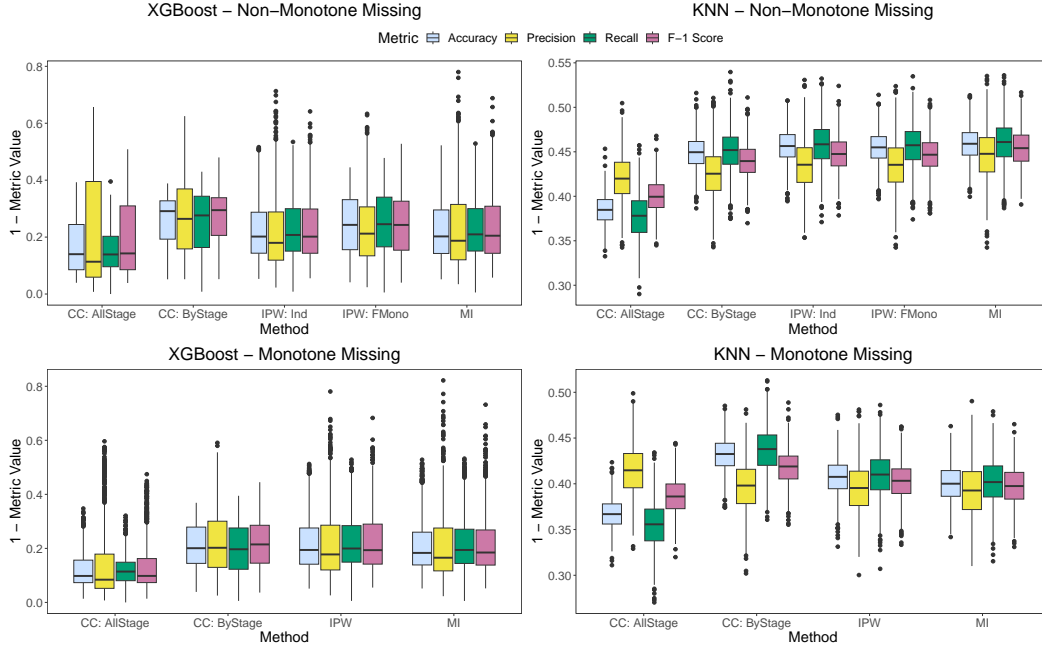 XGBoost − Non−Monotone Missing
KNN − Non−Monotone Missing
Metric Accuracy Precision Recall F−1 Score
1 − Metric Value
0.8
0.6
0.4
0.2
0.0
CC: AllStage CC: ByStage IPW: Ind IPW: FMono MI
Method
1 − Metric Value
0.55
0.50
0.45
0.40
0.35
0.30
CC: AllStage CC: ByStage IPW: Ind IPW: FMono MI
Method
XGBoost − Monotone Missing
1 − Metric Value
0.8
0.6
0.4
0.2
0.0
CC: AllStage CC: ByStage IPW MI
Method
KNN − Monotone Missing
1 − Metric Value
0.50
0.45
0.40
0.35
0.30
CC: AllStage CC: ByStage IPW MI
Method